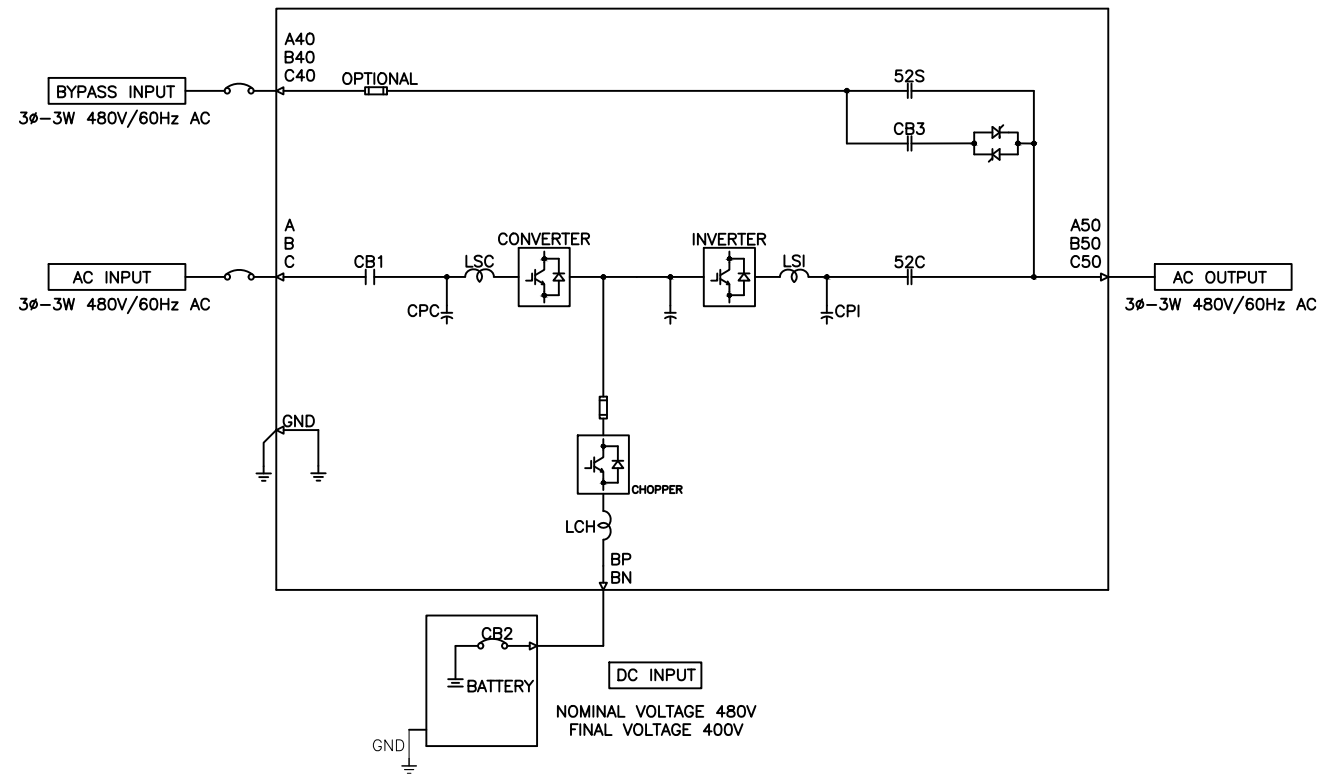 A40
B40
C40
OPTIONAL
52S
BYPASS INPUT
3ø-3W 480V/60Hz AC
CB3
A
B
C
CB1
LSC
CONVERTER
INVERTER
LSI
52C
A50
B50
C50
AC INPUT
3ø-3W 480V/60Hz AC
CPC
CPI
AC OUTPUT
3ø-3W 480V/60Hz AC
GND
CHOPPER
LCH
BP
BN
CB2
BATTERY
DC INPUT
NOMINAL VOLTAGE 480V
FINAL VOLTAGE 400V
GND